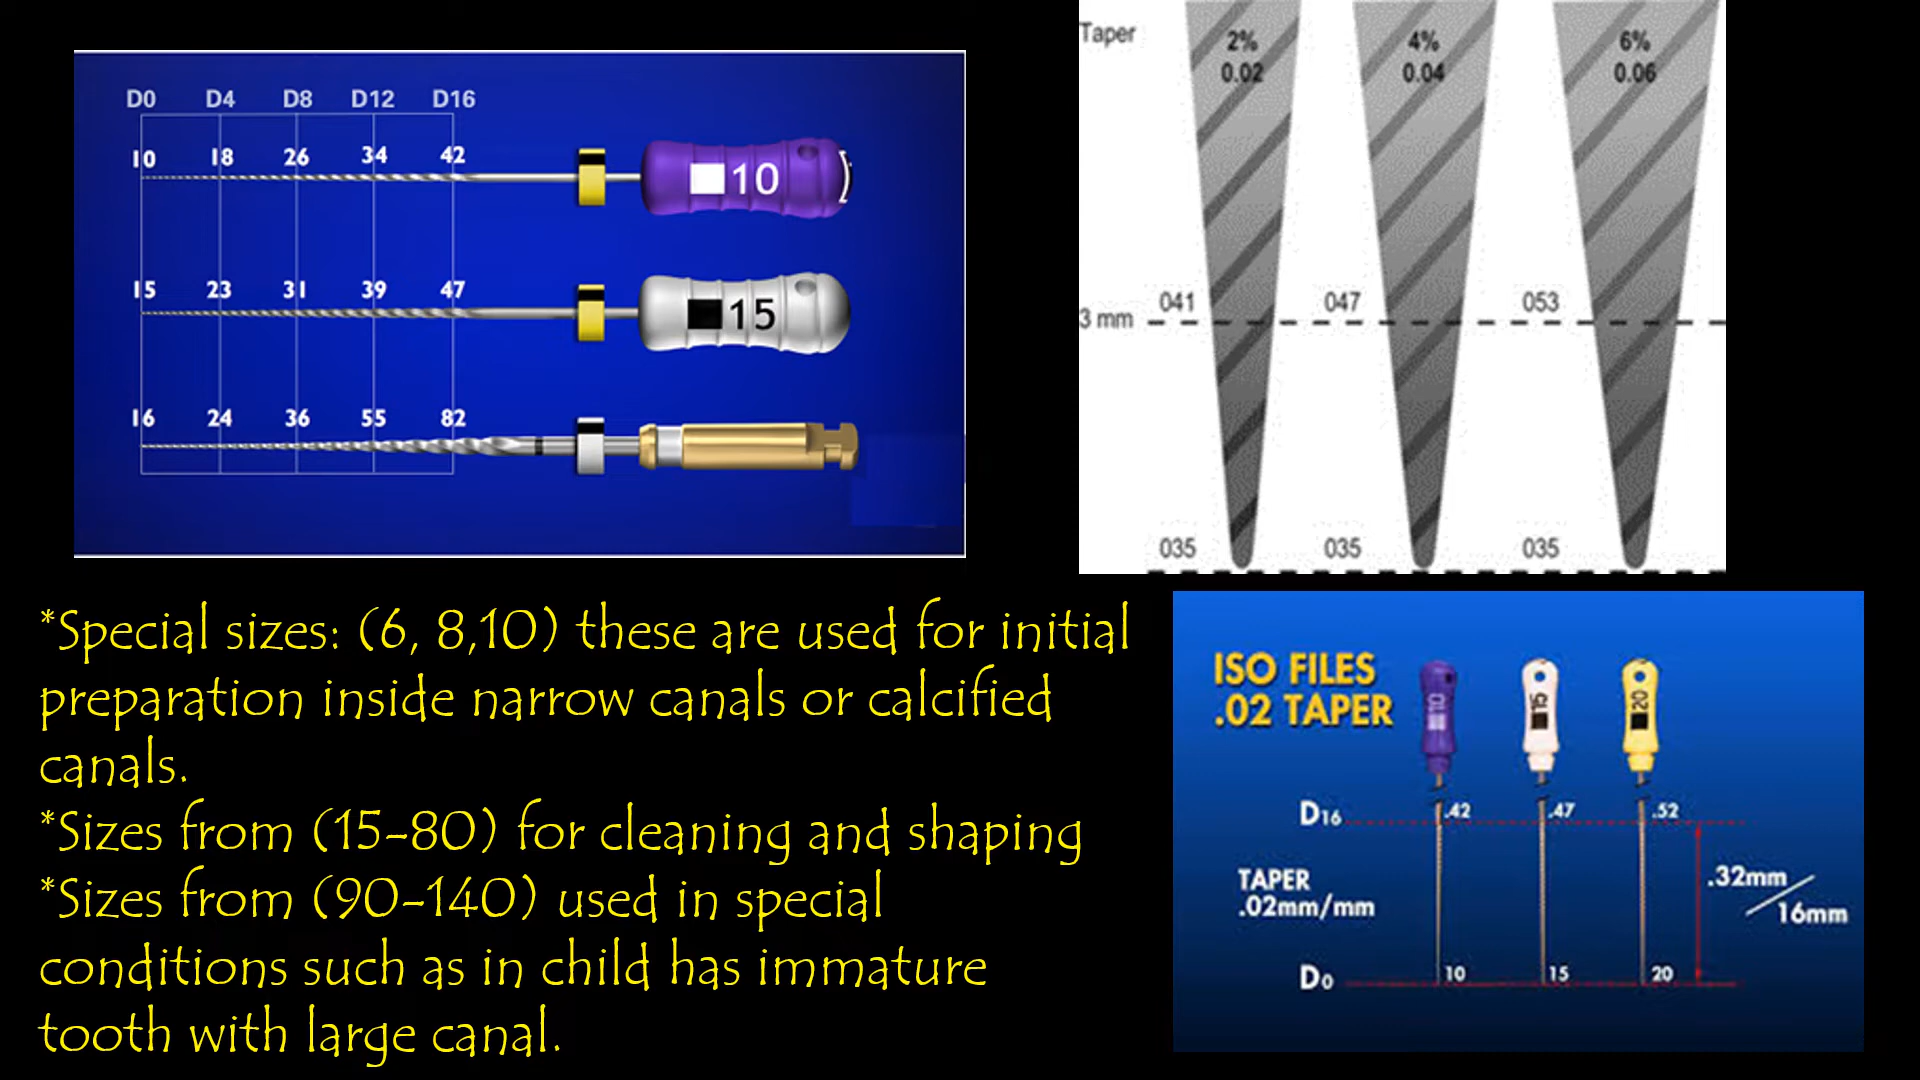 D0 D4 D8 D12 D16
10 18 26 34 42
10
15 23 31 39 47
15
16 24 36 55 82
Taper
2% 4% 6%
0.02 0.04 0.06
041 047 053
3 mm
035 035 035
*Special sizes: (6, 8,10) these are used for initial
preparation inside narrow canals or calcified
canals.
*Sizes from (15-80) for cleaning and shaping
*Sizes from (90-140) used in special
conditions such as in child has immature
tooth with large canal.
ISO FILES
.02 TAPER
10 15 20
D16 .42 .47 .52
TAPER
.02mm/mm
.32mm/16mm
D0 10 15 20